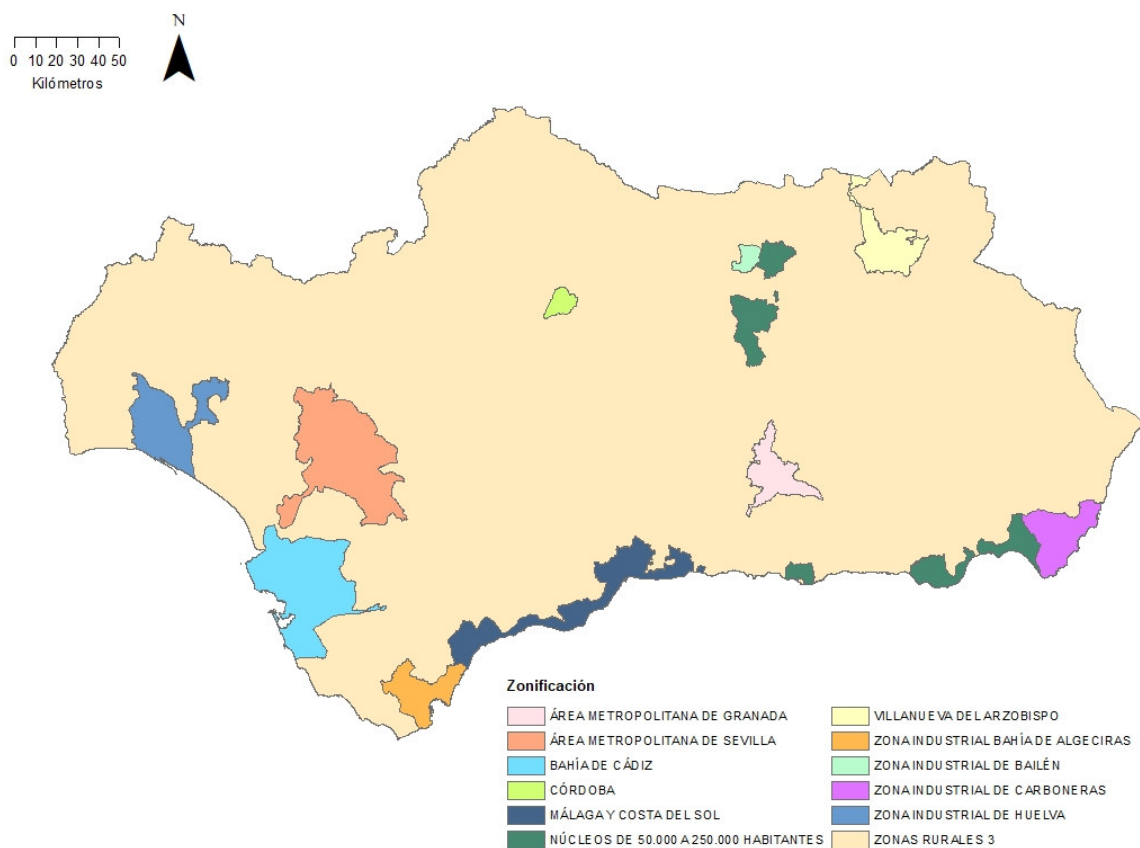 N
0 10 20 30 40 50
Kilómetros
Zonificación
ÁREA METROPOLITANA DE GRANADA
ÁREA METROPOLITANA DE SEVILLA
BAHÍA DE CÁDIZ
CÓRDOBA
MÁLAGA Y COSTA DEL SOL
NÚCLEOS DE 50.000 A 250.000 HABITANTES
VILLANUEVA DEL ARZOBISPO
ZONA INDUSTRIAL BAHÍA DE ALGECIRAS
ZONA INDUSTRIAL DE BAILÉN
ZONA INDUSTRIAL DE CARBONERAS
ZONA INDUSTRIAL DE HUELVA
ZONAS RURALES 3